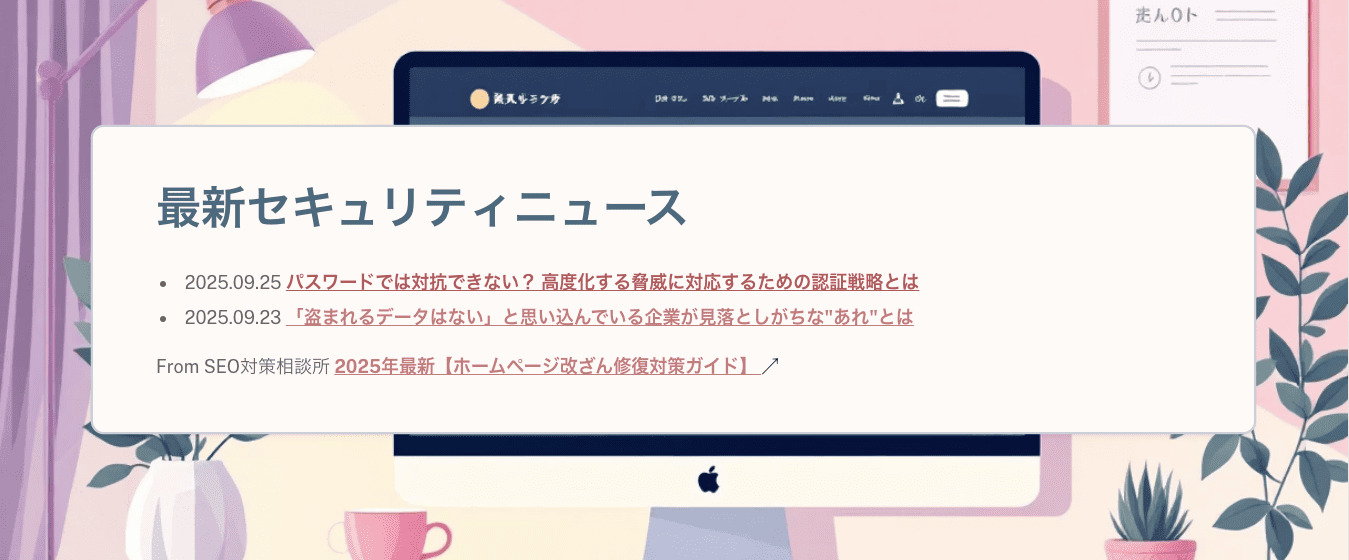 最新セキュリティニュース
• 2025.09.25 パスワードでは対抗できない？ 高度化する脅威に対応するための認証戦略とは
• 2025.09.23 「盗まれるデータはない」と思い込んでいる企業が見落としがちな"あれ"とは
From SEO対策相談所 2025年最新【ホームページ改ざん修復対策ガイド】